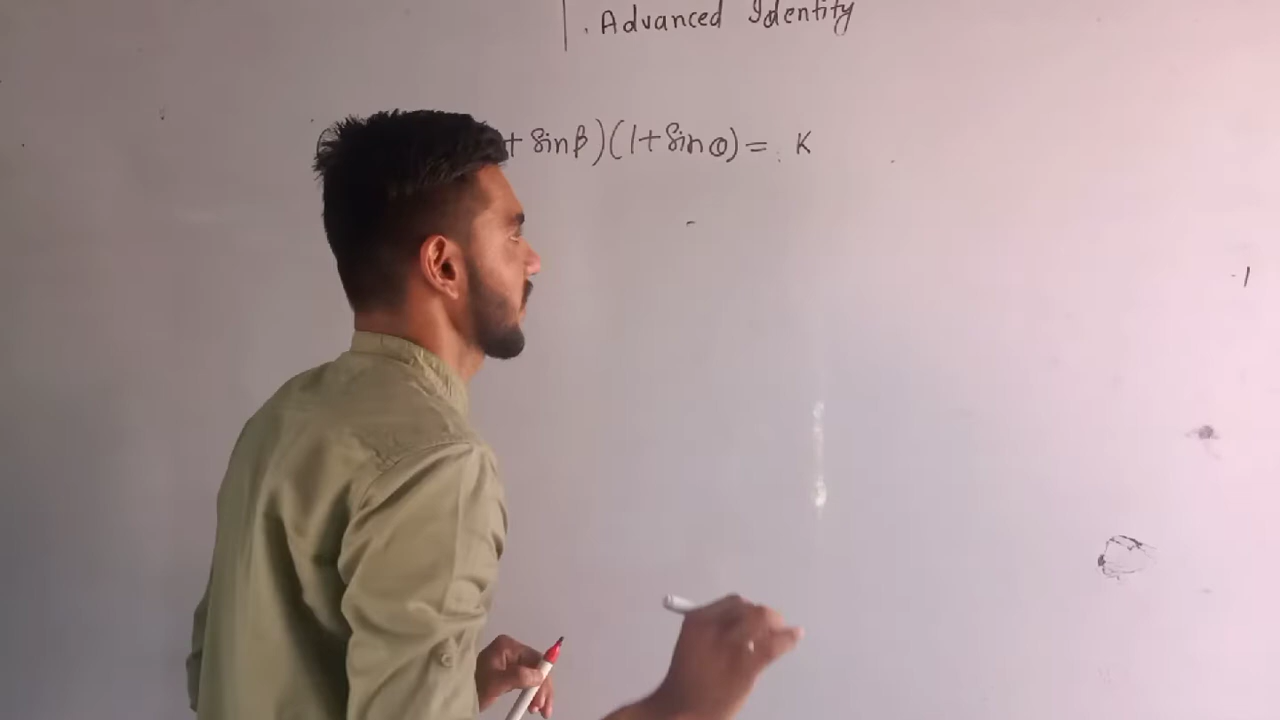 . Advanced Identity
+ Sinβ)(1+Sinθ) = K